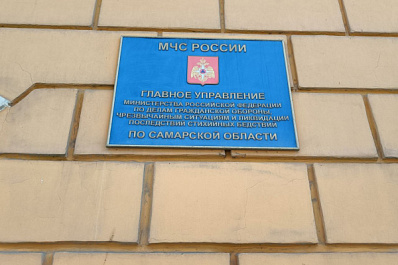 МЧС РОССИИ
ГЛАВНОЕ УПРАВЛЕНИЕ
МИНИСТЕРСТВА РОССИЙСКОЙ ФЕДЕРАЦИИ
ПО ДЕЛАМ ГРАЖДАНСКОЙ ОБОРОНЫ
ЧРЕЗВЫЧАЙНЫМ СИТУАЦИЯМ И ЛИКВИДАЦИИ
ПОСЛЕДСТВИЙ СТИХИЙНЫХ БЕДСТВИЙ
ПО САМАРСКОЙ ОБЛАСТИ